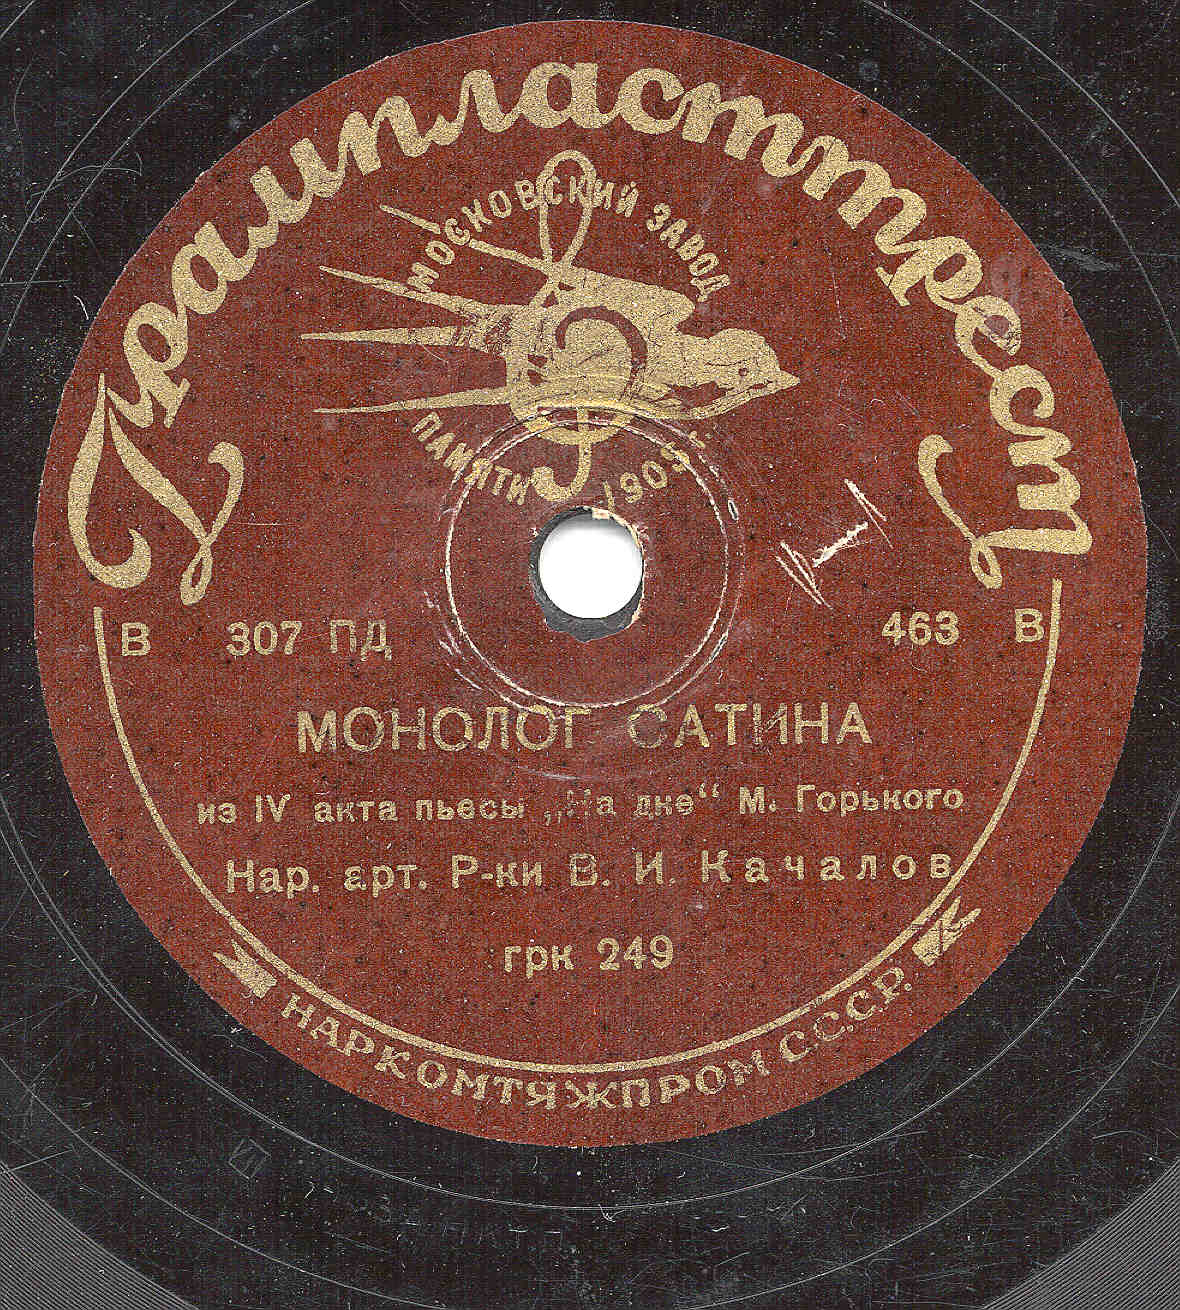 Грампласттрест
МОСКОВСКИЙ ЗАВОД
ПАМЯТИ 1905 г.
В 307 ПД 463 В
МОНОЛОГ САТИНА
из IV акта пьесы „На дне“ М. Горького
Нар. арт. Р-ки В. И. Качалов
грк 249
НАРКОМТЯЖПРОМ С.С.С.Р.